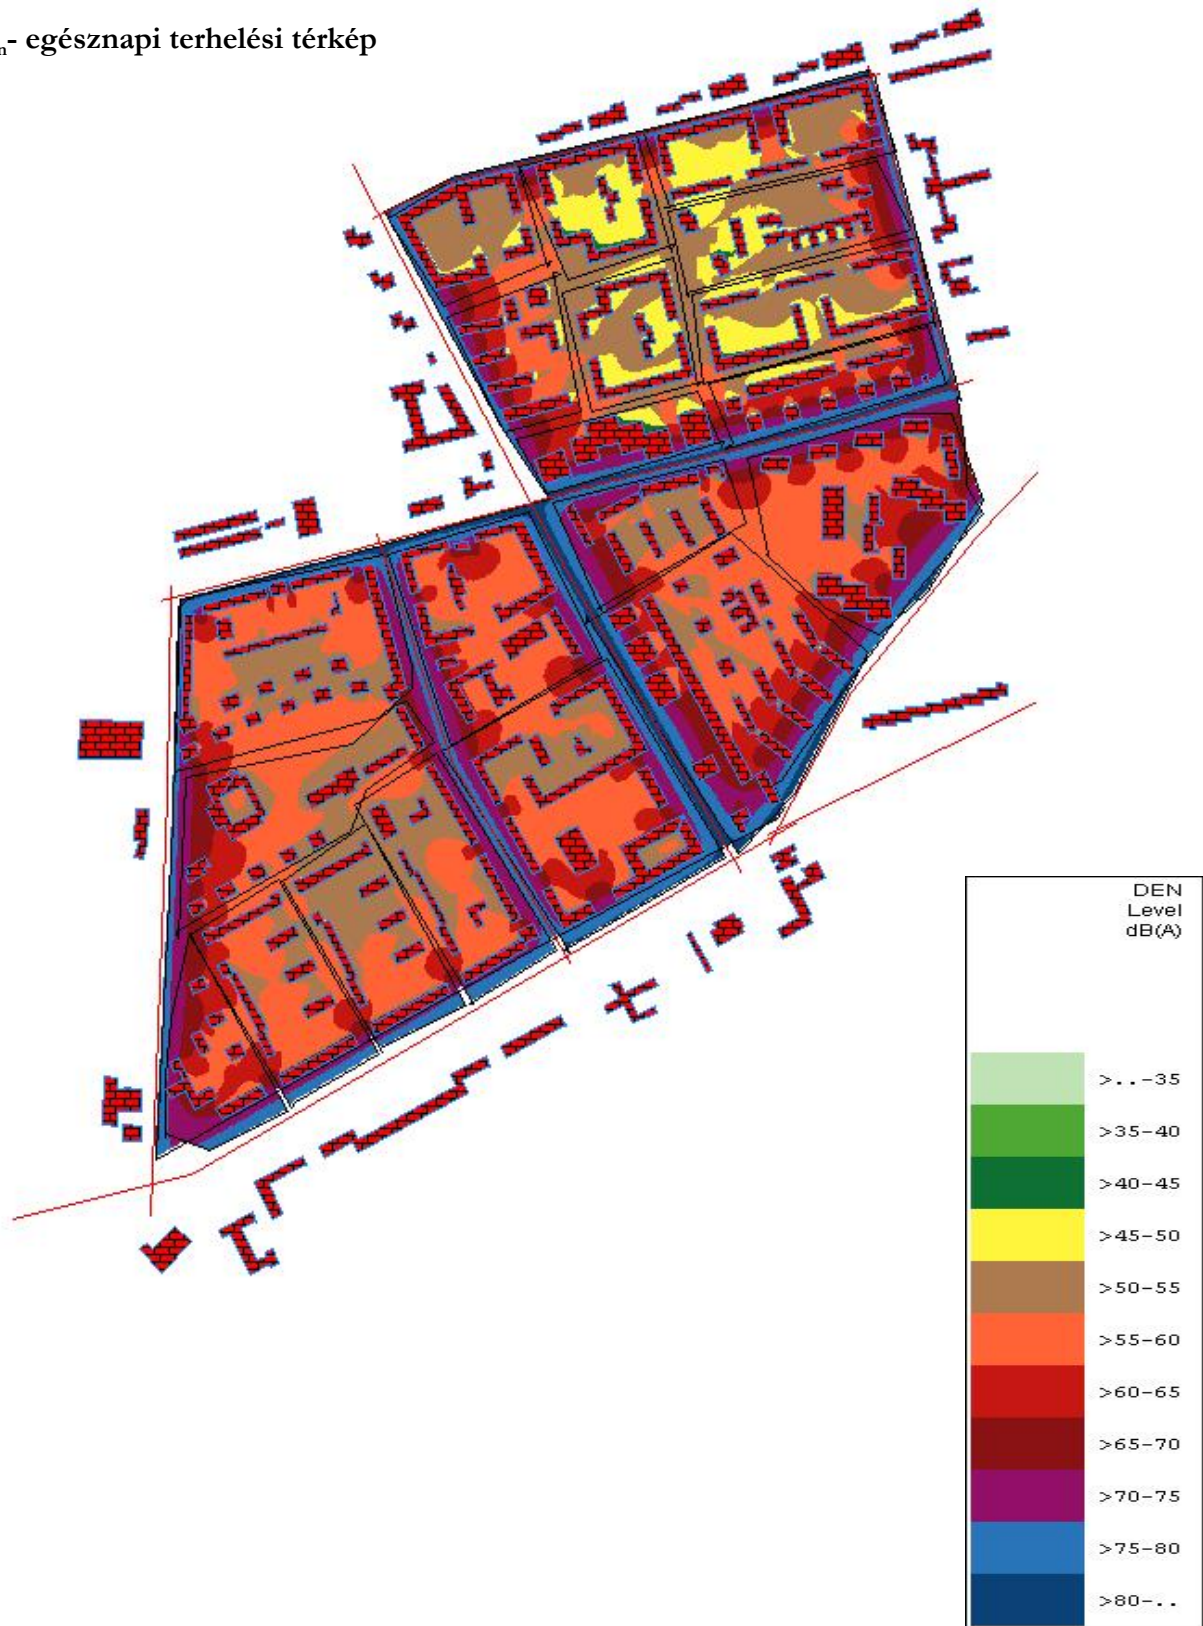 n- egésznapi terhelési térkép
DEN
Level
dB(A)
>..-35
>35-40
>40-45
>45-50
>50-55
>55-60
>60-65
>65-70
>70-75
>75-80
>80-..